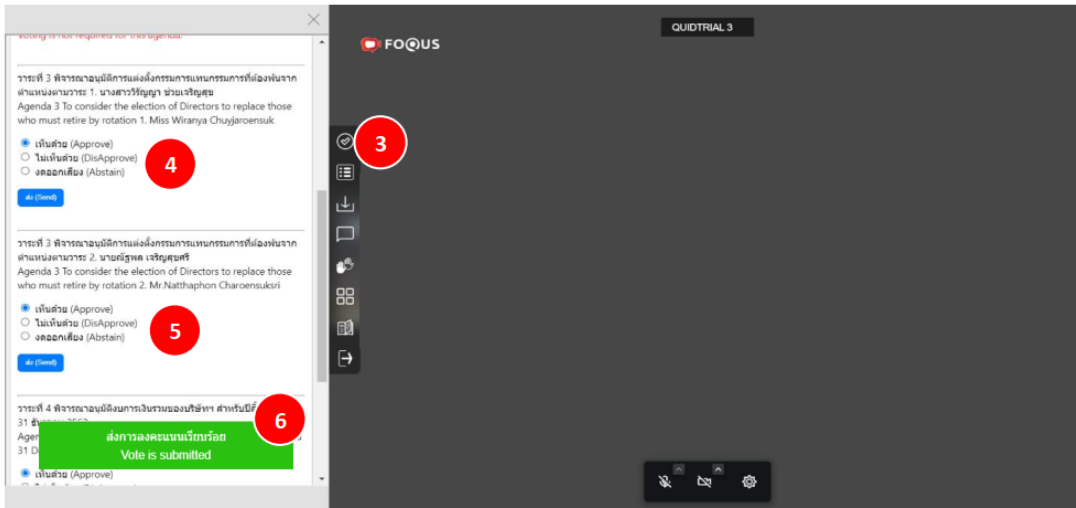 Voting is not required for this agenda.
วาระที่ 3 พิจารณาอนุมัติการแต่งตั้งกรรมการแทนกรรมการที่ต้องพ้นจาก
ตำแหน่งตามวาระ 1. นางสาววิรัญญา ช่วยเจริญสุข
Agenda 3 To consider the election of Directors to replace those
who must retire by rotation 1. Miss Wiranya Chuyjaroensuk
เห็นด้วย (Approve)
ไม่เห็นด้วย (DisApprove)
งดออกเสียง (Abstain)
4
ส่ง (Send)
วาระที่ 3 พิจารณาอนุมัติการแต่งตั้งกรรมการแทนกรรมการที่ต้องพ้นจาก
ตำแหน่งตามวาระ 2. นายณัฐพล เจริญสุขศรี
Agenda 3 To consider the election of Directors to replace those
who must retire by rotation 2. Mr.Natthaphon Charoensuksri
เห็นด้วย (Approve)
ไม่เห็นด้วย (DisApprove)
งดออกเสียง (Abstain)
5
ส่ง (Send)
วาระที่ 4 พิจารณาอนุมัติงบการเงินรวมของบริษัทฯ สำหรับปี
31
6
31 D
ส่งการลงคะแนนเรียบร้อย
Vote is submitted
เห็นด้วย (Approve)
FOQUS
QUIDTRIAL 3
3